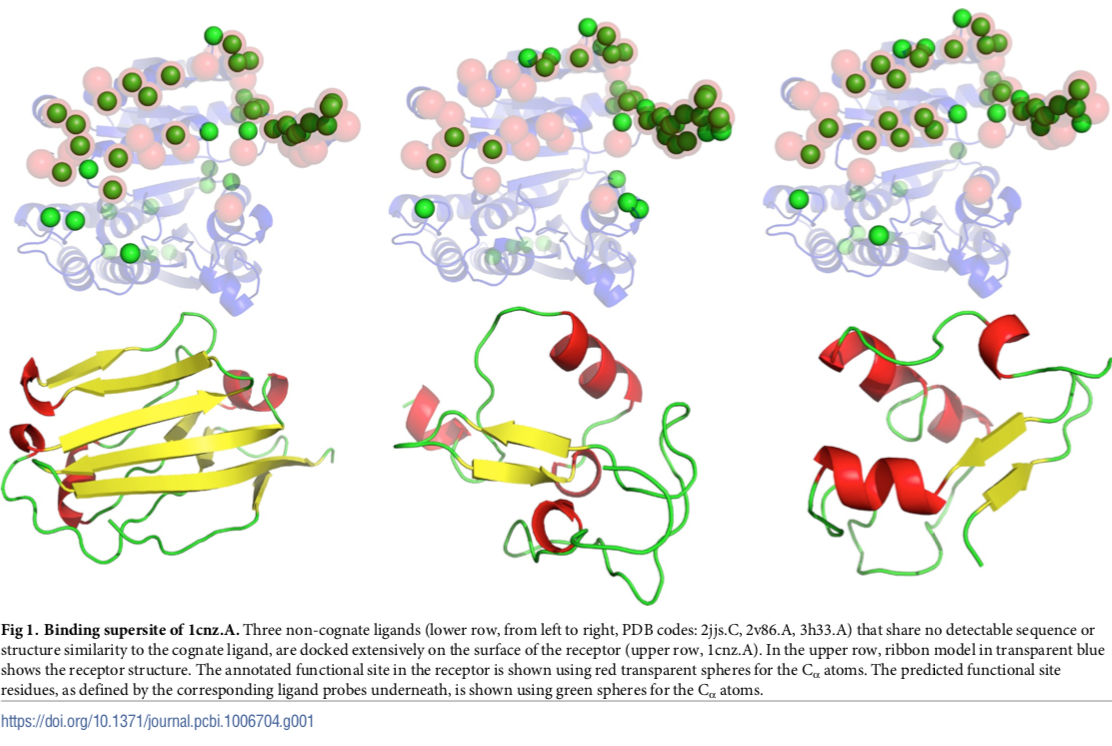 Fig 1. Binding supersite of 1cnz.A. Three non-cognate ligands (lower row, from left to right, PDB codes: 2jjs.C, 2v86.A, 3h33.A) that share no detectable sequence or
structure similarity to the cognate ligand, are docked extensively on the surface of the receptor (upper row, 1cnz.A). In the upper row, ribbon model in transparent blue
shows the receptor structure. The annotated functional site in the receptor is shown using red transparent spheres for the Cα atoms. The predicted functional site
residues, as defined by the corresponding ligand probes underneath, is shown using green spheres for the Cα atoms.
https://doi.org/10.1371/journal.pcbi.1006704.g001